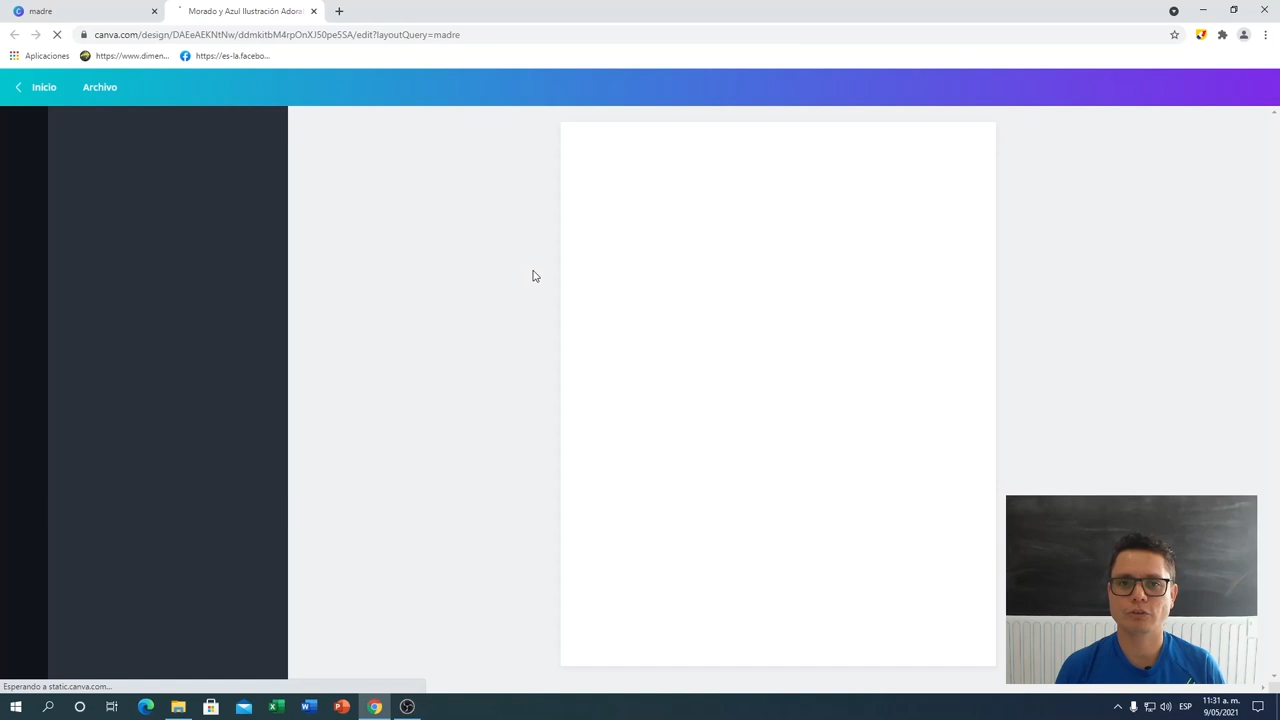 madre
Morado y Azul Ilustración Adoral
canva.com/design/DAEeAEKNtNw/ddmkitbM4rpOnXJ50pe5SA/edit?layoutQuery=madre
Aplicaciones
https://www.dimen...
https://es-la.facebo...
Inicio
Archivo
Esperando a static.canva.com...
ESP
11:31 a. m.
9/05/2021